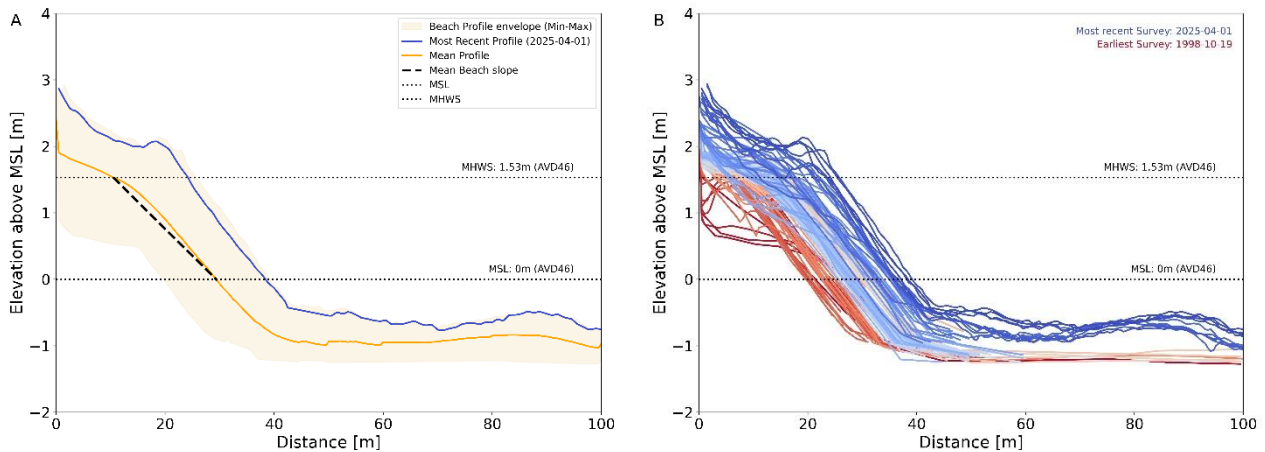 A
Elevation above MSL [m]
4
3
2
1
0
−1
−2
Beach Profile envelope (Min-Max)
Most Recent Profile (2025-04-01)
Mean Profile
Mean Beach slope
MSL
MHWS
MHWS: 1.53m (AVD46)
MSL: 0m (AVD46)
0
20
40
60
80
100
Distance [m]
B
Elevation above MSL [m]
4
3
2
1
0
−1
−2
Most recent Survey: 2025-04-01
Earliest Survey: 1998-10-19
MHWS: 1.53m (AVD46)
MSL: 0m (AVD46)
0
20
40
60
80
100
Distance [m]